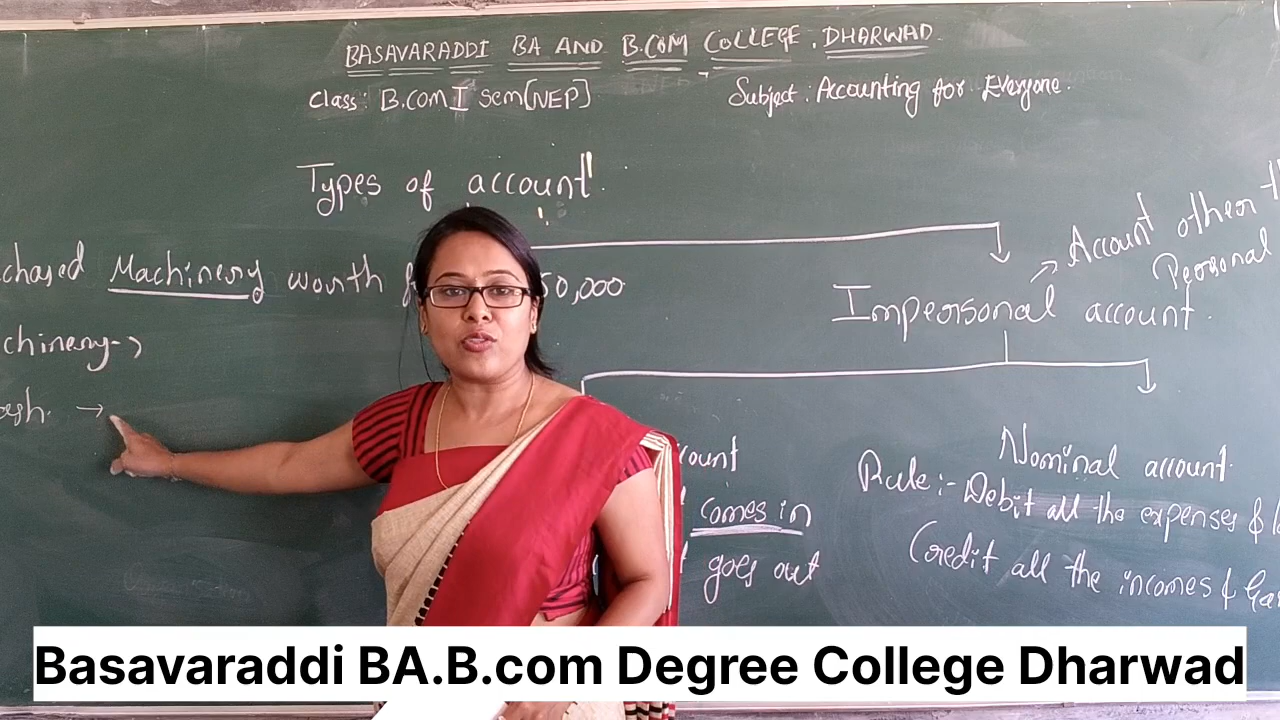 BASAVARADDI BA AND B.COM COLLEGE, DHARWAD.
Class: B.Com I sem[NEP]
Subject: Accounting for Everyone.
Types of account
Account other
Personal
chased Machinery worth 50,000
Impersonal account.
chinery→
ash. →
count
comes in
goes out
Nominal account.
Rule:- Debit all the expenses &
Credit all the incomes &
Basavaraddi BA.B.com Degree College Dharwad